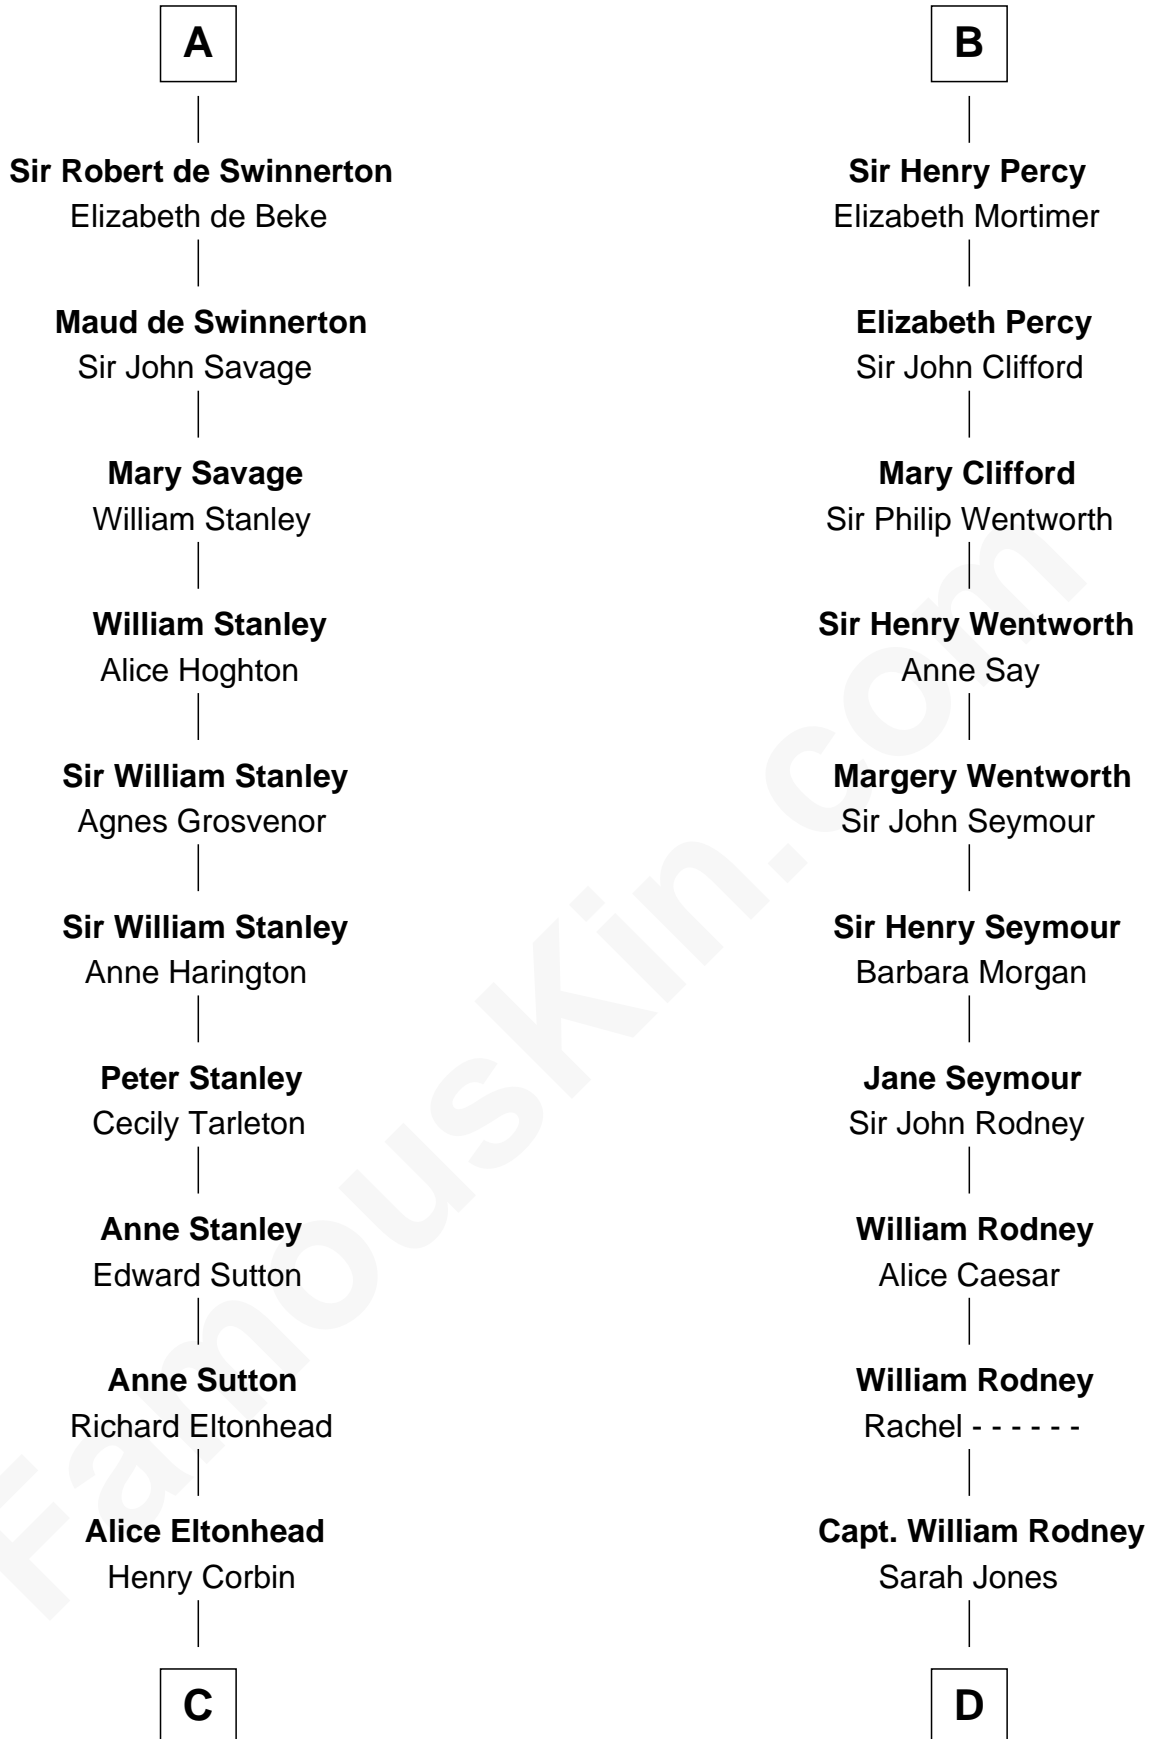 A
Sir Robert de Swinnerton
Elizabeth de Beke
Maud de Swinnerton
Sir John Savage
Mary Savage
William Stanley
William Stanley
Alice Hoghton
Sir William Stanley
Agnes Grosvenor
Sir William Stanley
Anne Harington
Peter Stanley
Cecily Tarleton
Anne Stanley
Edward Sutton
Anne Sutton
Richard Eltonhead
Alice Eltonhead
Henry Corbin
C
B
Sir Henry Percy
Elizabeth Mortimer
Elizabeth Percy
Sir John Clifford
Mary Clifford
Sir Philip Wentworth
Sir Henry Wentworth
Anne Say
Margery Wentworth
Sir John Seymour
Sir Henry Seymour
Barbara Morgan
Jane Seymour
Sir John Rodney
William Rodney
Alice Caesar
William Rodney
Rachel - - - - - -
Capt. William Rodney
Sarah Jones
D
FamousKin.com